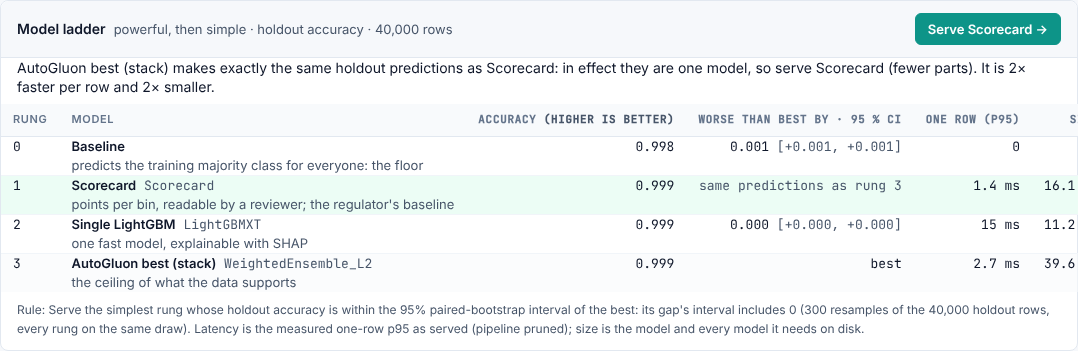 Model ladder powerful, then simple · holdout accuracy · 40,000 rows
Serve Scorecard →
AutoGluon best (stack) makes exactly the same holdout predictions as Scorecard: in effect they are one model, so serve Scorecard (fewer parts). It is 2×
faster per row and 2× smaller.
RUNG MODEL ACCURACY (HIGHER IS BETTER) WORSE THAN BEST BY · 95 % CI ONE ROW (P95) S
0 Baseline 0.998 0.001 [+0.001, +0.001] 0
predicts the training majority class for everyone: the floor
1 Scorecard Scorecard 0.999 same predictions as rung 3 1.4 ms 16.1
points per bin, readable by a reviewer; the regulator's baseline
2 Single LightGBM LightGBMXT 0.999 0.000 [+0.000, +0.000] 15 ms 11.2
one fast model, explainable with SHAP
3 AutoGluon best (stack) WeightedEnsemble_L2 0.999 best 2.7 ms 39.6
the ceiling of what the data supports
Rule: Serve the simplest rung whose holdout accuracy is within the 95% paired-bootstrap interval of the best: its gap's interval includes 0 (300 resamples of the 40,000 holdout rows,
every rung on the same draw). Latency is the measured one-row p95 as served (pipeline pruned); size is the model and every model it needs on disk.